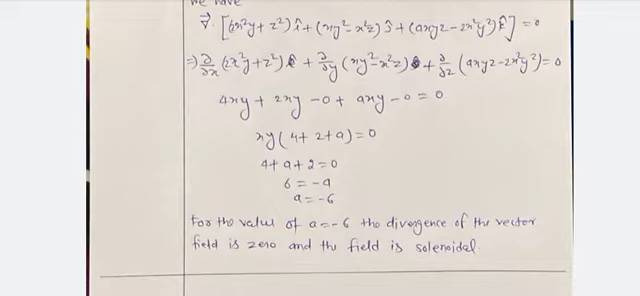 We have
∇⃗. [(2x²y + z²) î + (xy² - x²z) ĵ + (axyz - 2x²y²) k̂] = 0
=> ∂/∂x (2x²y + z²) + ∂/∂y (xy² - x²z) + ∂/∂z (axyz - 2x²y²) = 0
4xy + 2xy - 0 + axy - 0 = 0
xy (4 + 2 + a) = 0
4 + a + 2 = 0
6 = -a
a = -6
For the value of a = -6 the divergence of the vector
field is zero and the field is solenoidal.